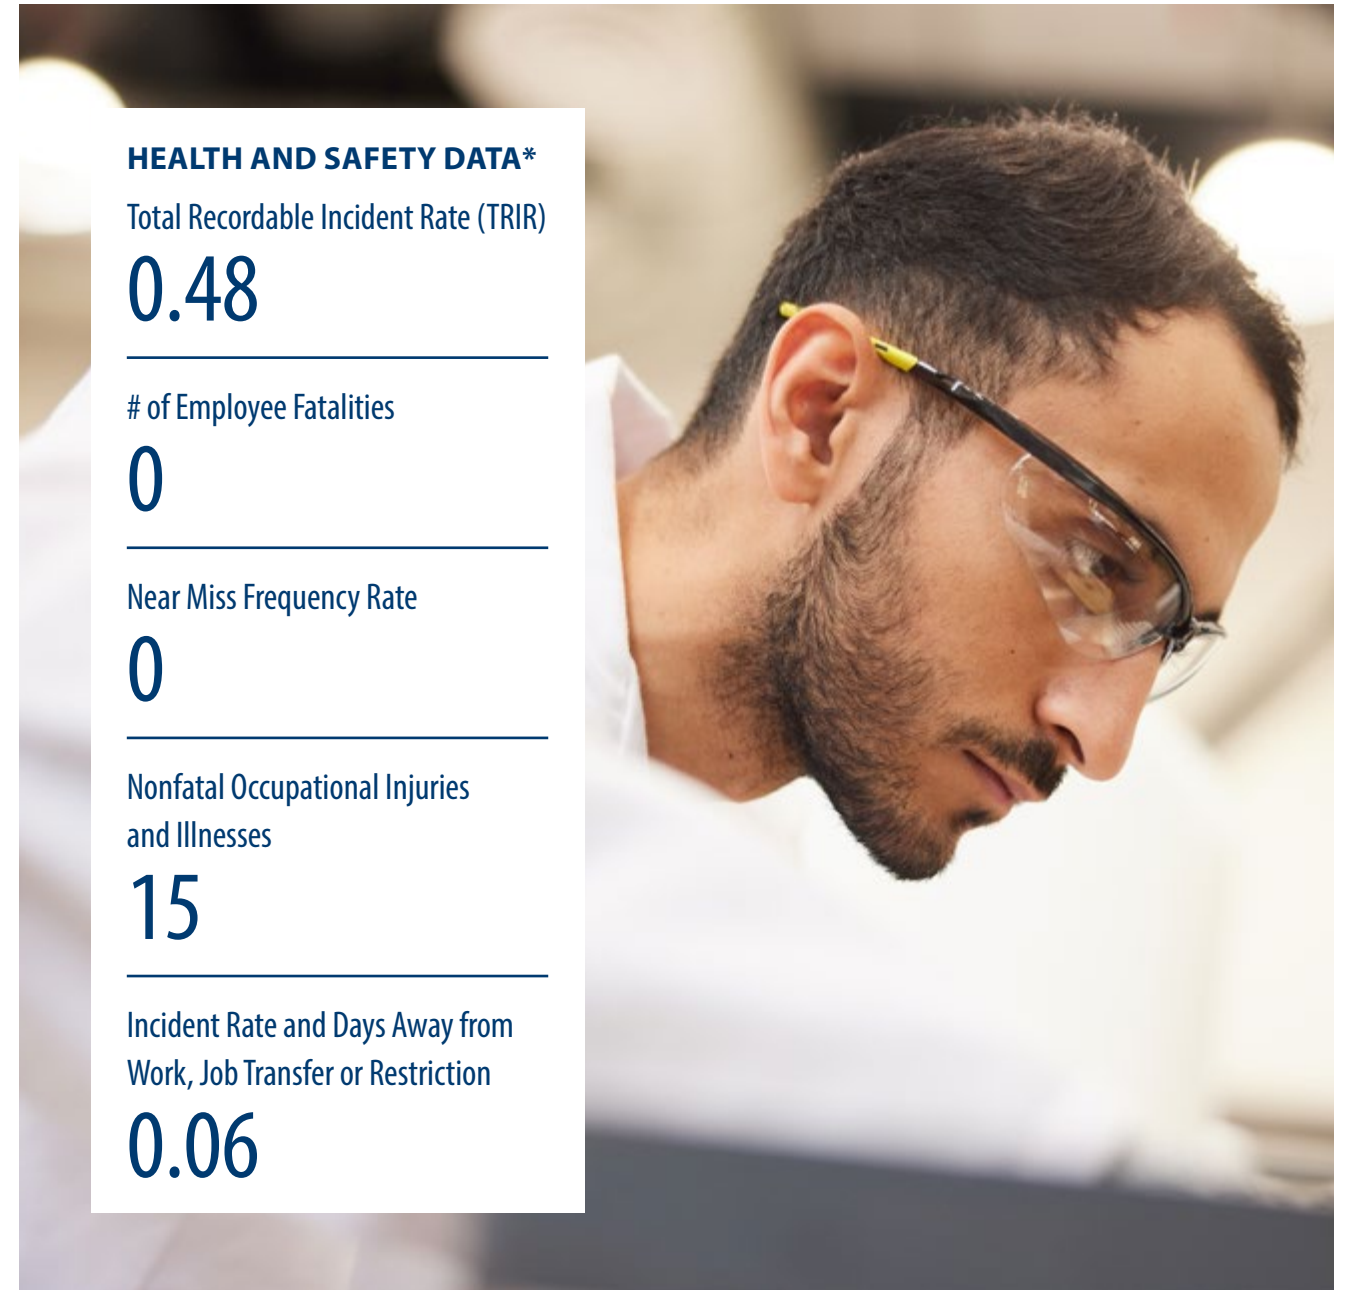 HEALTH AND SAFETY DATA*
Total Recordable Incident Rate (TRIR)
0.48
# of Employee Fatalities
0
Near Miss Frequency Rate
0
Nonfatal Occupational Injuries
and Illnesses
15
Incident Rate and Days Away from
Work, Job Transfer or Restriction
0.06